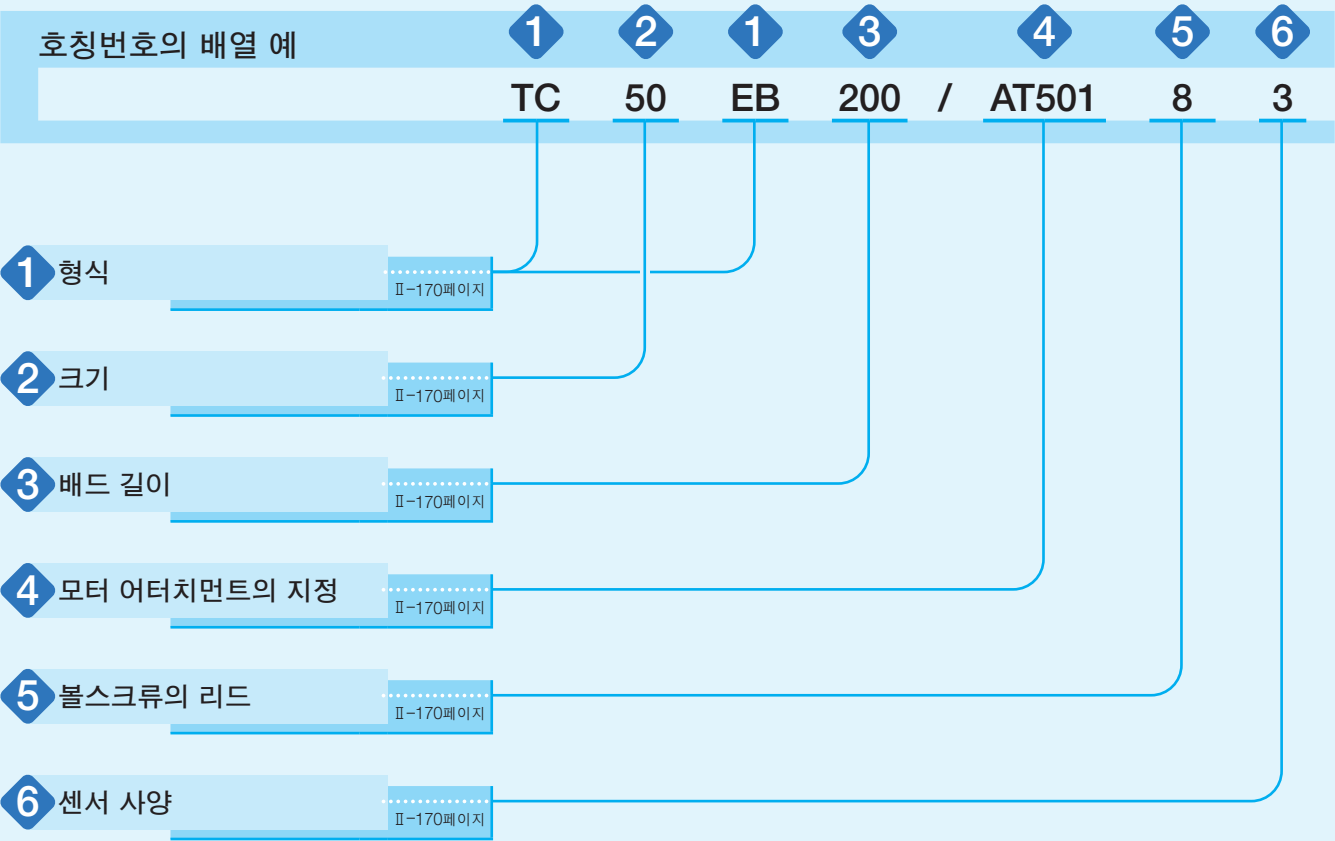 호칭번호의 배열 예
1 2 1 3 4 5 6
TC 50 EB 200 / AT501 8 3
1 형식
Ⅱ-170페이지
2 크기
Ⅱ-170페이지
3 배드 길이
Ⅱ-170페이지
4 모터 어터치먼트의 지정
Ⅱ-170페이지
5 볼스크류의 리드
Ⅱ-170페이지
6 센서 사양
Ⅱ-170페이지